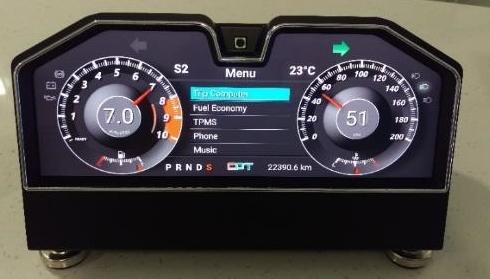 S2
Menu
23°C
Trip Computer
Fuel Economy
TPMS
Phone
Music
1 2 3 4 5 6 7 8 9 10
7.0
0 20 40 60 80 100 120 140 160 180 200
51
P R N D S
CPT
22390.6 km